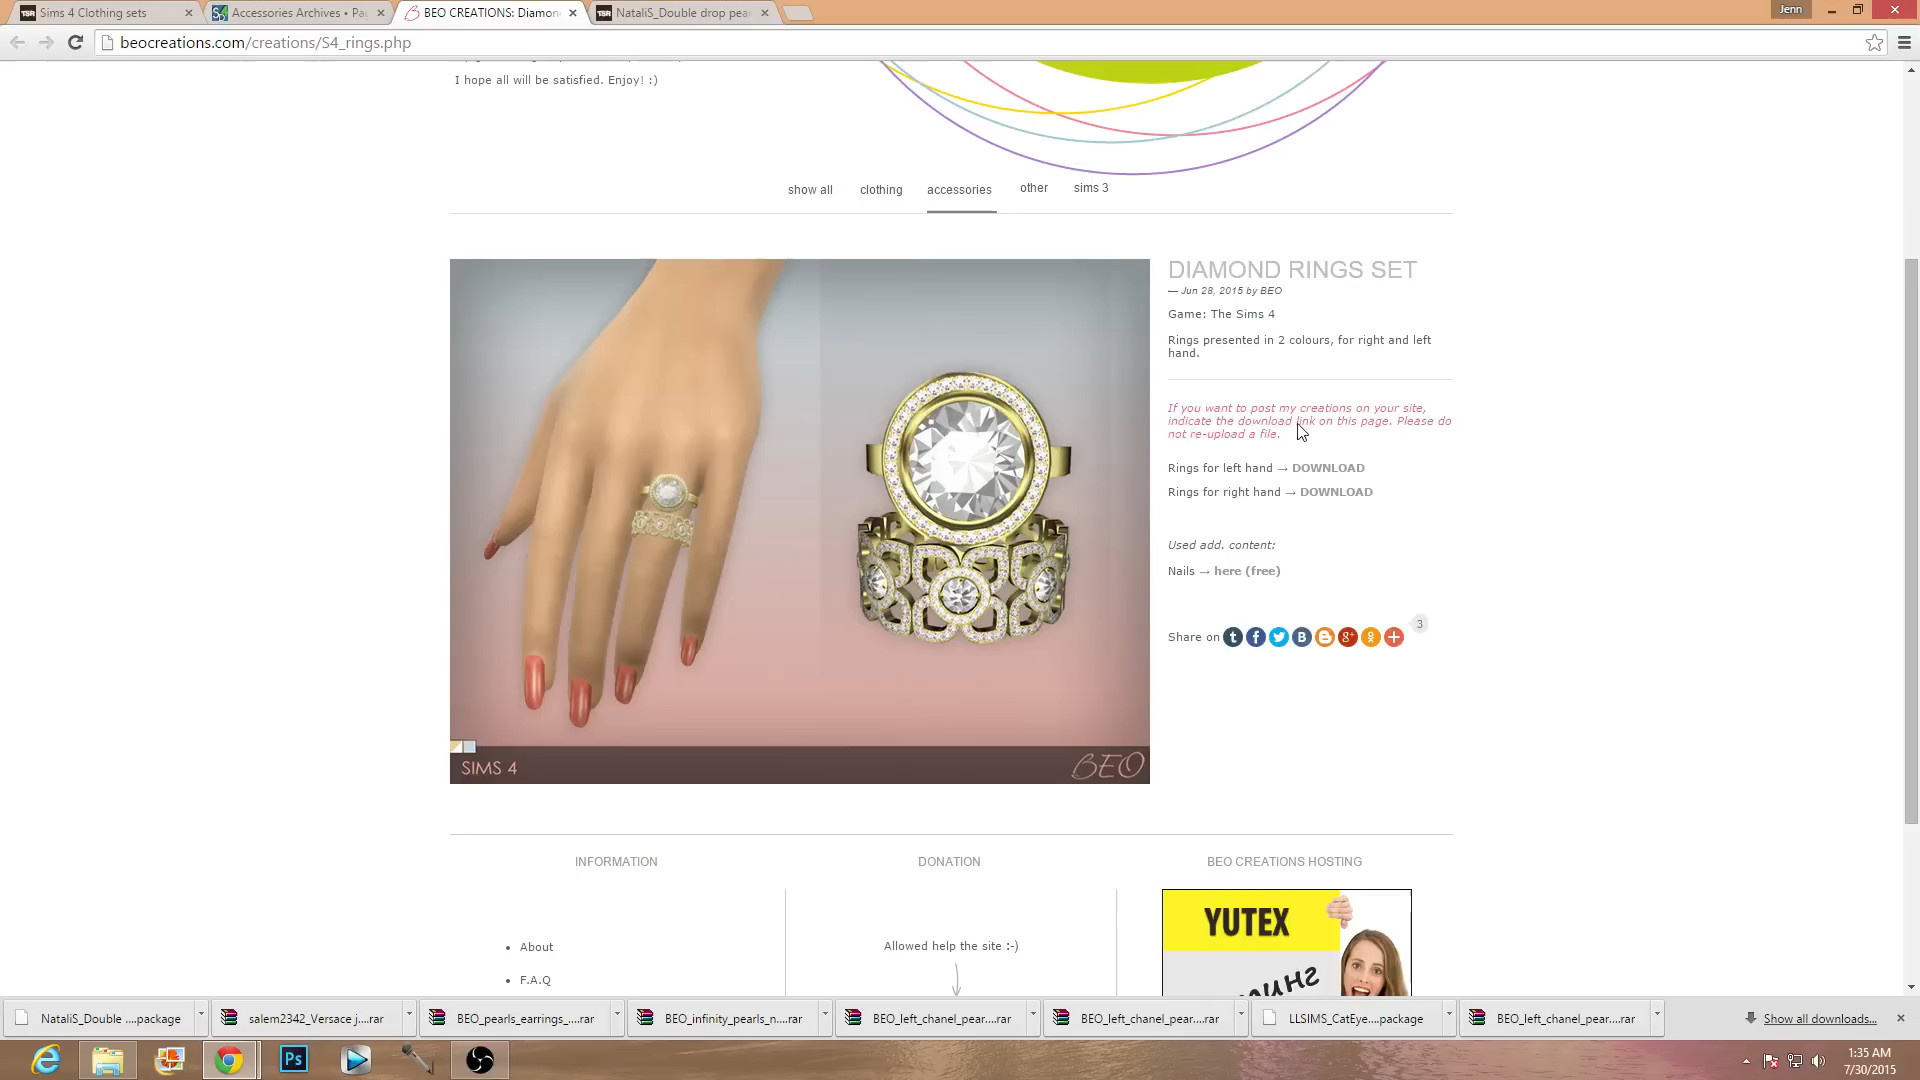 Sims 4 Clothing sets
Accessories Archives • Pa
BEO CREATIONS: Diamon
NataliS_Double drop pea
Jenn
beocreations.com/creations/S4_rings.php
I hope all will be satisfied. Enjoy! :)
show all
clothing
accessories
other
sims 3
DIAMOND RINGS SET
— Jun 28, 2015 by BEO
Game: The Sims 4
Rings presented in 2 colours, for right and left
hand.
If you want to post my creations on your site,
indicate the download link on this page. Please do
not re-upload a file.
Rings for left hand → DOWNLOAD
Rings for right hand → DOWNLOAD
Used add. content:
Nails → here (free)
Share on
3
SIMS 4
BEO
INFORMATION
DONATION
BEO CREATIONS HOSTING
• About
• F.A.Q
Allowed help the site :-)
YUTEX
NataliS_Double ....package
salem2342_Versace j....rar
BEO_pearls_earrings_....rar
BEO_infinity_pearls_n....rar
BEO_left_chanel_pear....rar
BEO_left_chanel_pear....rar
LLSIMS_CatEye....package
BEO_left_chanel_pear....rar
Show all downloads...
Ps
1:35 AM
7/30/2015